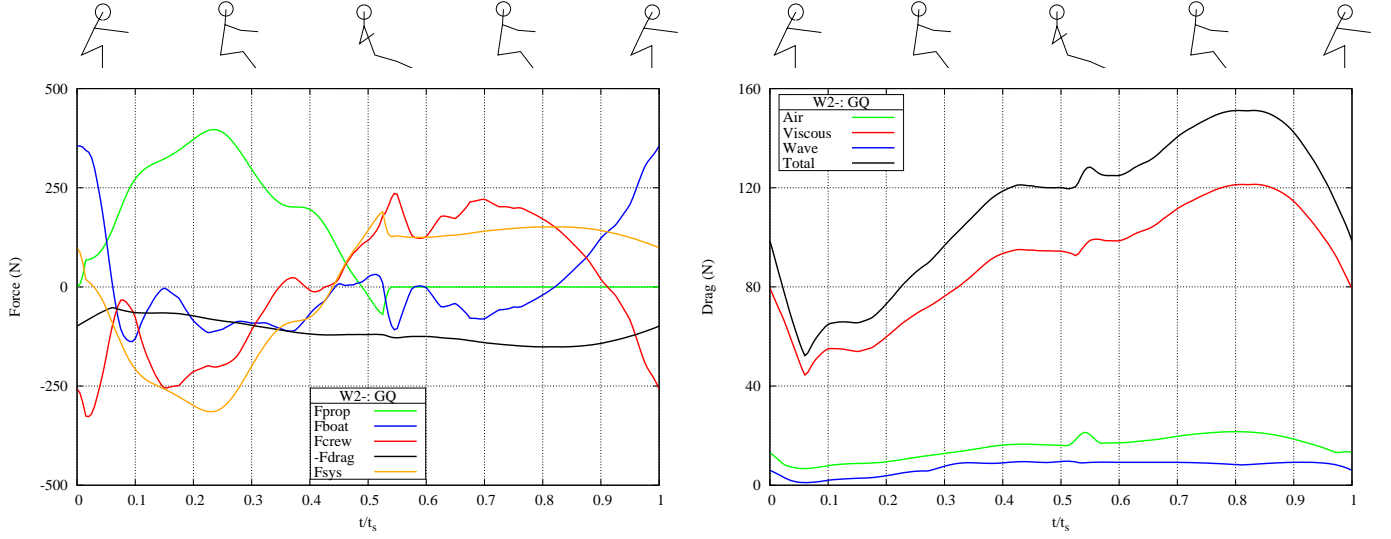 500
250
0
-250
-500
Force (N)
W2-: GQ
Fprop
Fboat
Fcrew
-Fdrag
Fsys
0 0.1 0.2 0.3 0.4 0.5 0.6 0.7 0.8 0.9 1
t/ts
160
120
80
40
0
Drag (N)
W2-: GQ
Air
Viscous
Wave
Total
0 0.1 0.2 0.3 0.4 0.5 0.6 0.7 0.8 0.9 1
t/ts